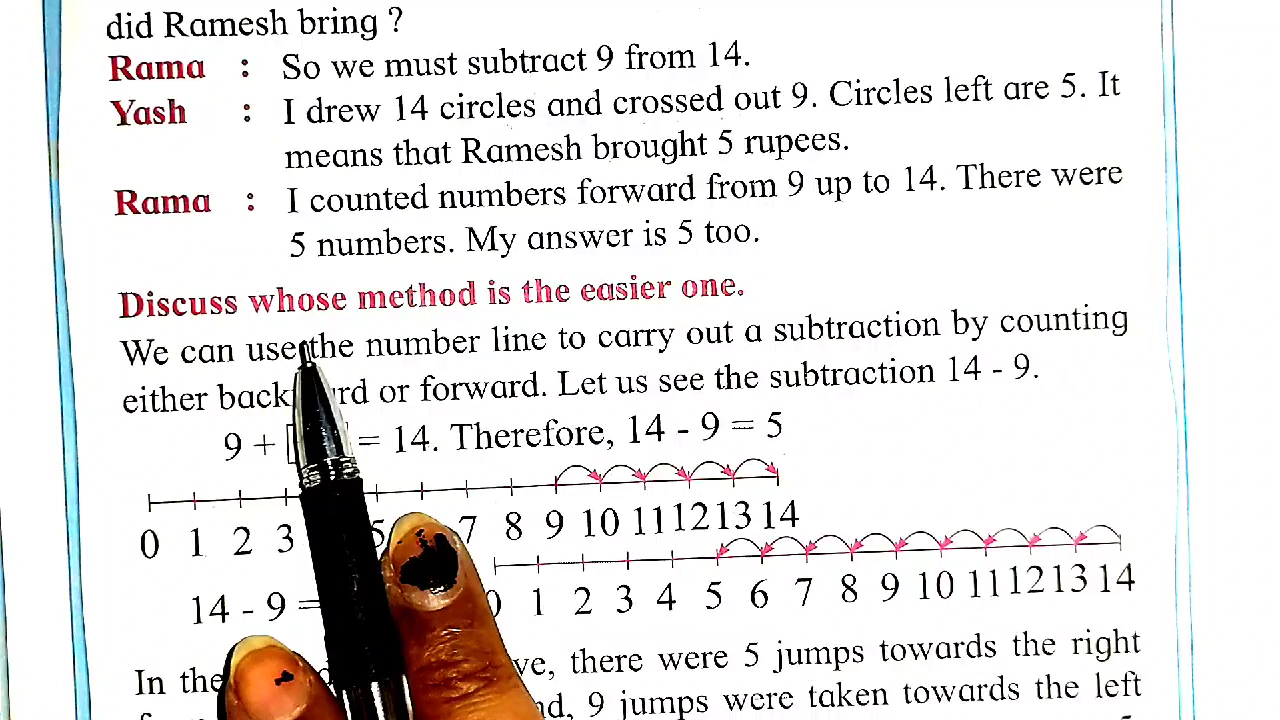 did Ramesh bring ?
Rama : So we must subtract 9 from 14.
Yash : I drew 14 circles and crossed out 9. Circles left are 5. It
means that Ramesh brought 5 rupees.
Rama : I counted numbers forward from 9 up to 14. There were
5 numbers. My answer is 5 too.
Discuss whose method is the easier one.
We can use the number line to carry out a subtraction by counting
either or forward. Let us see the subtraction 14 - 9.
9 + = 14. Therefore, 14 - 9 = 5
0 1 2 3 7 8 9 10 11 12 13 14
14 - 9 =
1 2 3 4 5 6 7 8 9 10 11 12 13 14
In the there were 5 jumps towards the right
9 jumps were taken towards the left